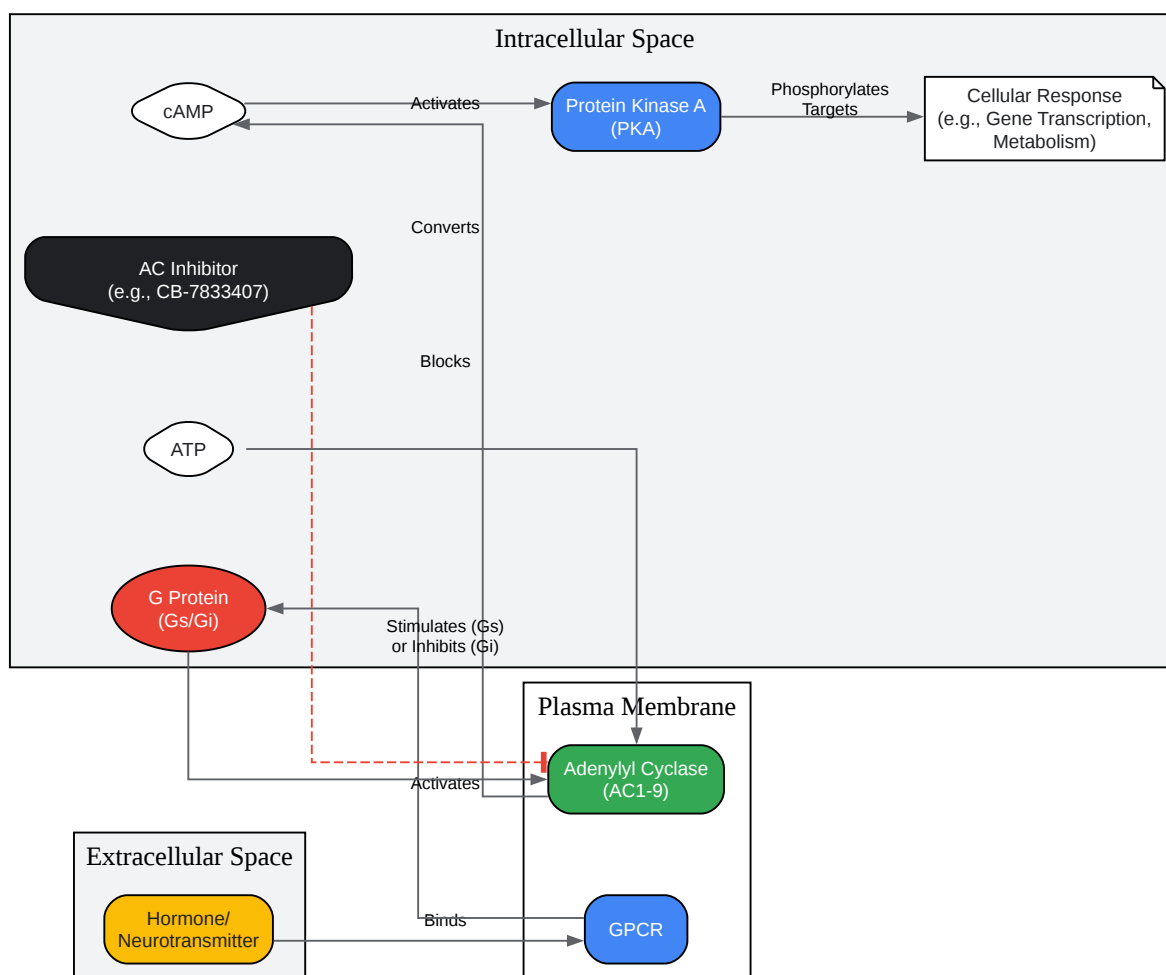 Intracellular Space
cAMP
Activates
Protein Kinase A
(PKA)
Phosphorylates
Targets
Cellular Response
(e.g., Gene Transcription,
Metabolism)
Converts
AC Inhibitor
(e.g., CB-7833407)
Blocks
ATP
G Protein
(Gs/Gi)
Stimulates (Gs)
or Inhibits (Gi)
Plasma Membrane
Adenylyl Cyclase
(AC1-9)
Activates
Extracellular Space
Hormone/
Neurotransmitter
Binds
GPCR